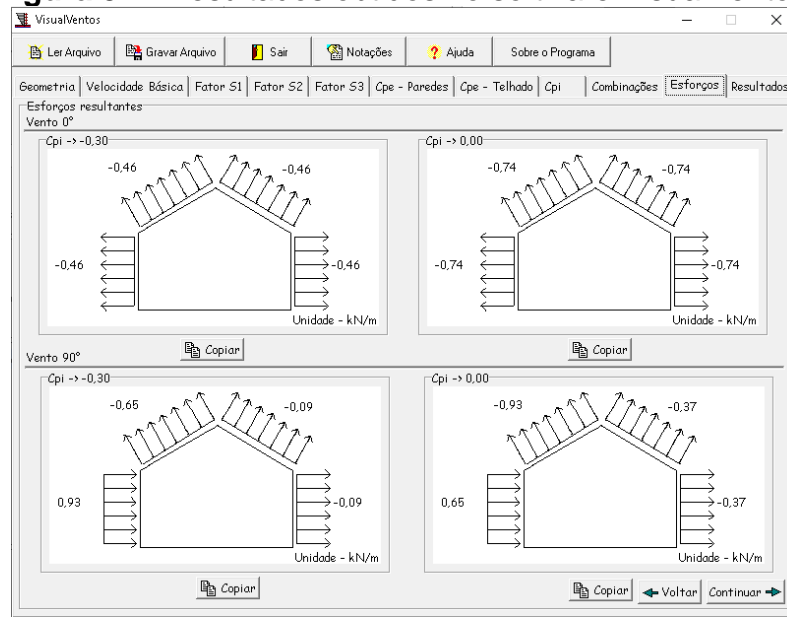 VisualVentos
Ler Arquivo Gravar Arquivo Sair Notações Ajuda Sobre o Programa
Geometria Velocidade Básica Fator S1 Fator S2 Fator S3 Cpe - Paredes Cpe - Telhado Cpi Combinações Esforços Resultados
Esforços resultantes
Vento 0°
Cpi -> -0,30
-0,46 -0,46
-0,46 -0,46
Unidade - kN/m
Copiar
Cpi -> 0,00
-0,74 -0,74
-0,74 -0,74
Unidade - kN/m
Copiar
Vento 90°
Cpi -> -0,30
-0,65 -0,09
0,93 -0,09
Unidade - kN/m
Copiar
Cpi -> 0,00
-0,93 -0,37
0,65 -0,37
Unidade - kN/m
Copiar Voltar Continuar